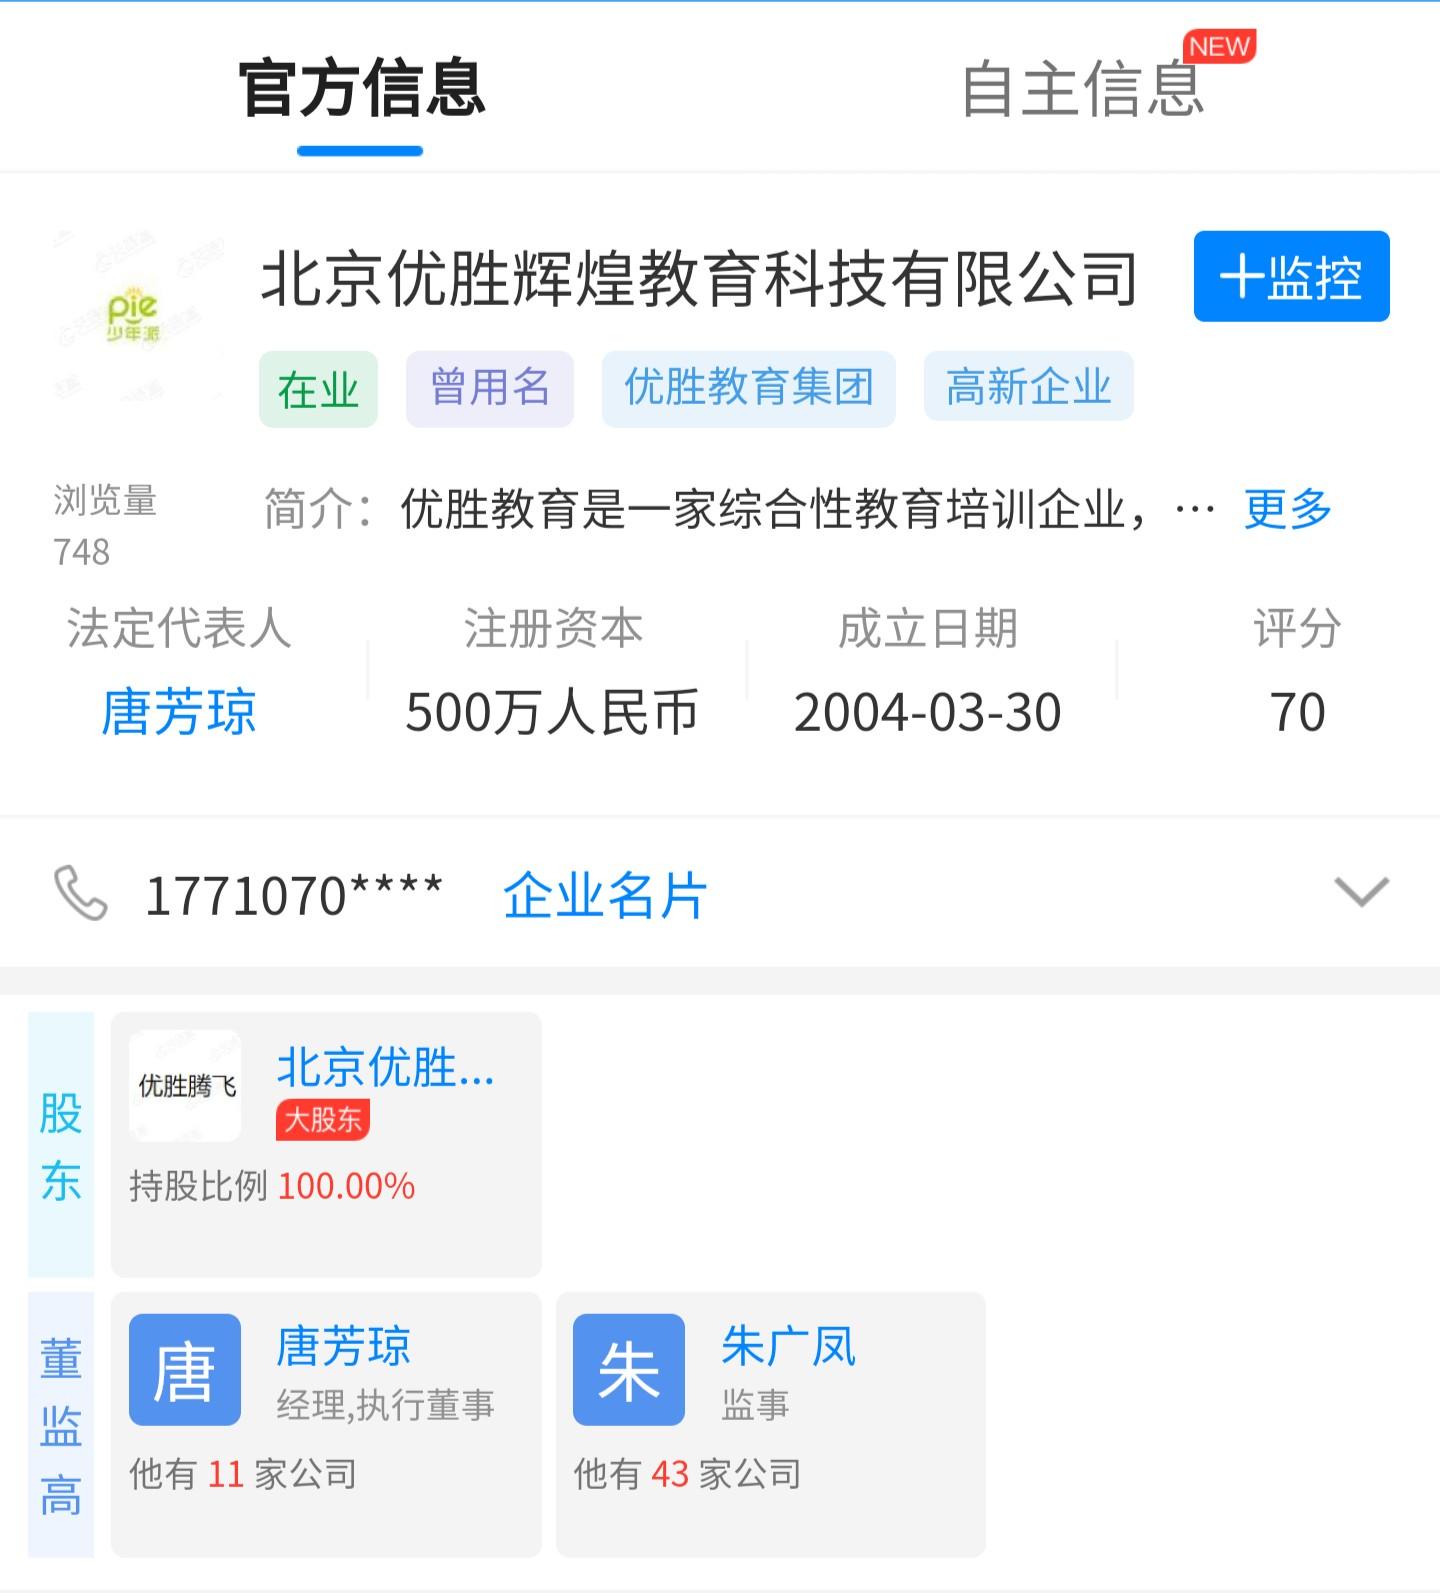 官方信息
自主信息
NEW
pie
少年派
北京优胜辉煌教育科技有限公司
十监控
在业
曾用名
优胜教育集团
高新企业
浏览量
748
简介：优胜教育是一家综合性教育培训企业，… 更多
法定代表人
唐芳琼
注册资本
500万人民币
成立日期
2004-03-30
评分
70
1771070**** 企业名片
股东
优胜腾飞
北京优胜...
大股东
持股比例 100.00%
董监高
唐
唐芳琼
经理,执行董事
他有 11 家公司
朱
朱广凤
监事
他有 43 家公司